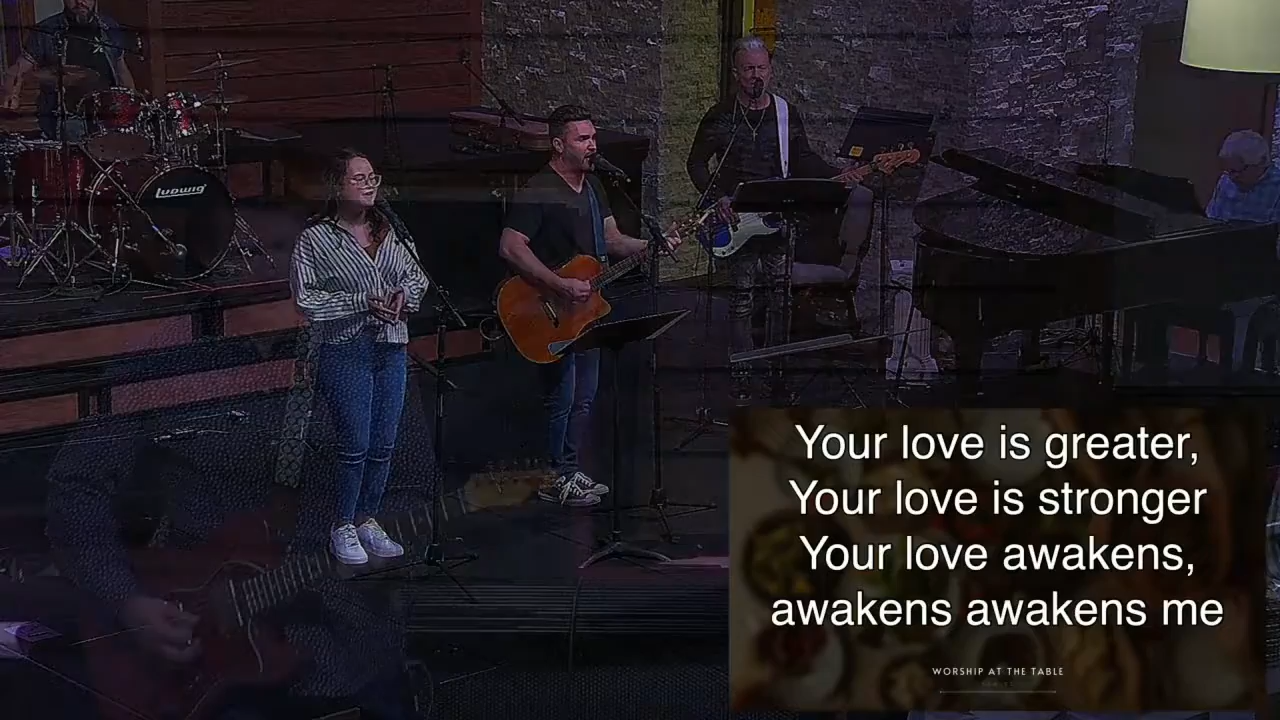 Ludwig
Your love is greater,
Your love is stronger
Your love awakens,
awakens awakens me
WORSHIP AT THE TABLE